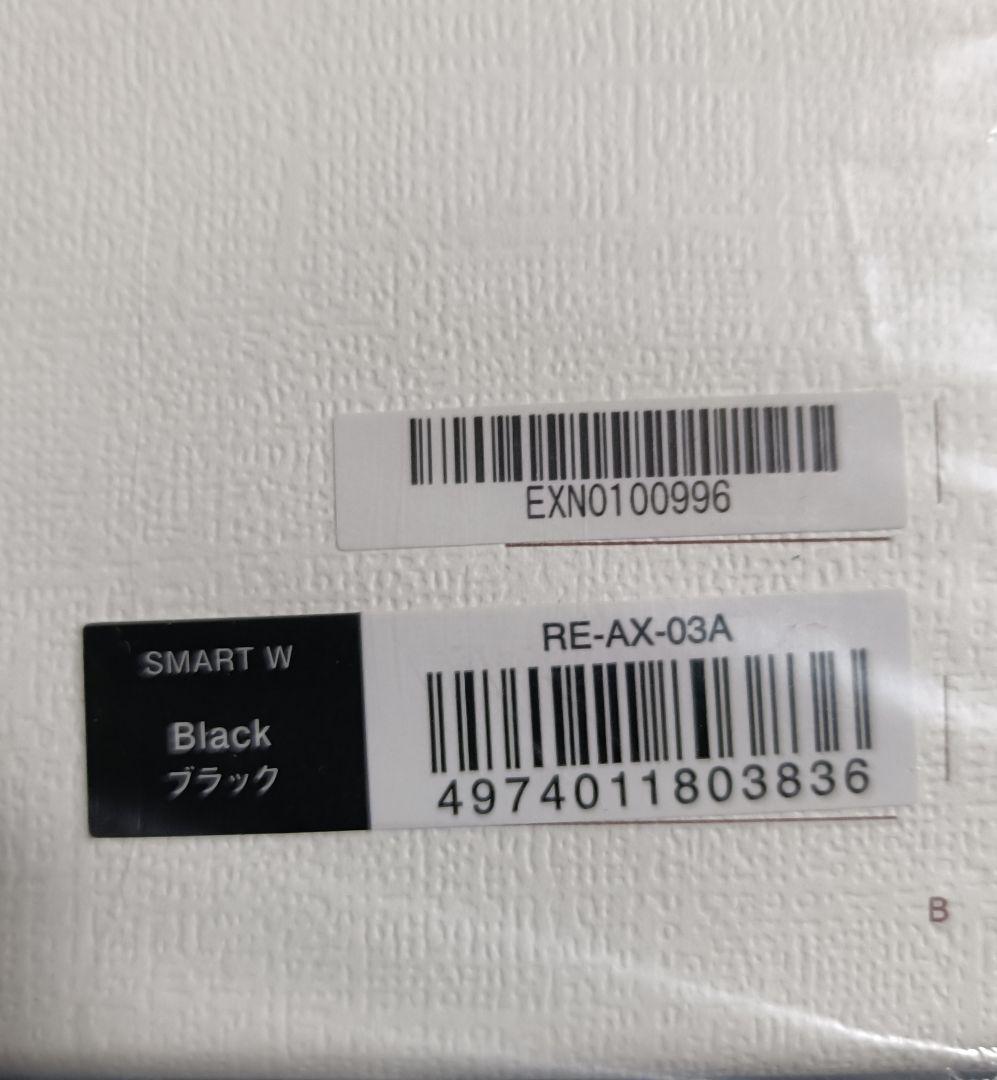 EXN0100996
RE-AX-03A
SMART W
Black
ブラック
4974011803836
B